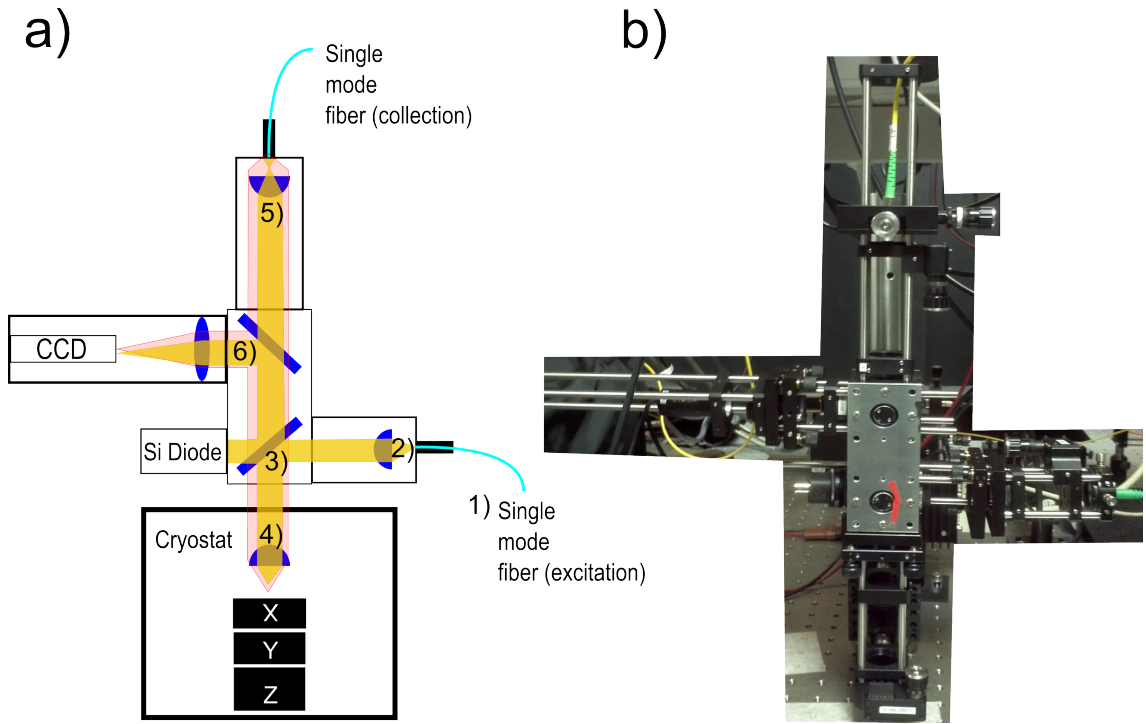 a)
b)
Single
mode
fiber (collection)
5)
CCD
6)
Si Diode
3)
2)
1) Single
mode
fiber (excitation)
Cryostat
4)
X
Y
Z